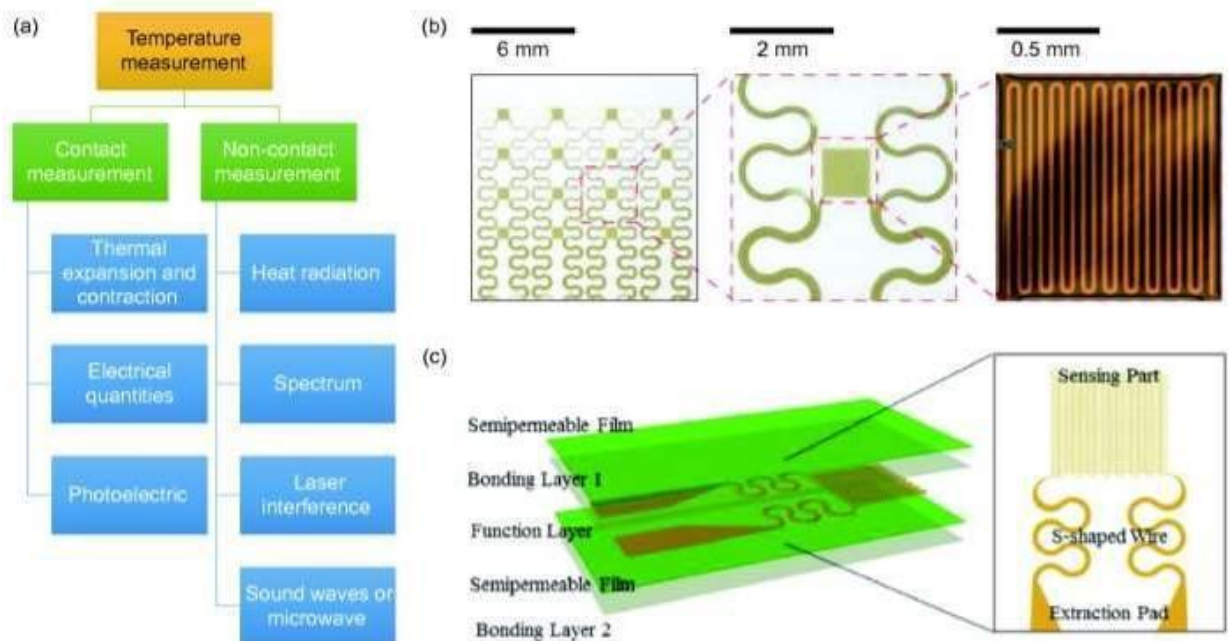 (a)
Temperature
measurement
Contact
measurement
Non-contact
measurement
Thermal
expansion and
contraction
Heat radiation
Electrical
quantities
Spectrum
Photoelectric
Laser
interference
Sound waves or
microwave
(b)
6 mm
2 mm
0.5 mm
(c)
Semipermeable Film
Bonding Layer 1
Function Layer
Semipermeable Film
Bonding Layer 2
Sensing Part
S-shaped Wire
Extraction Pad